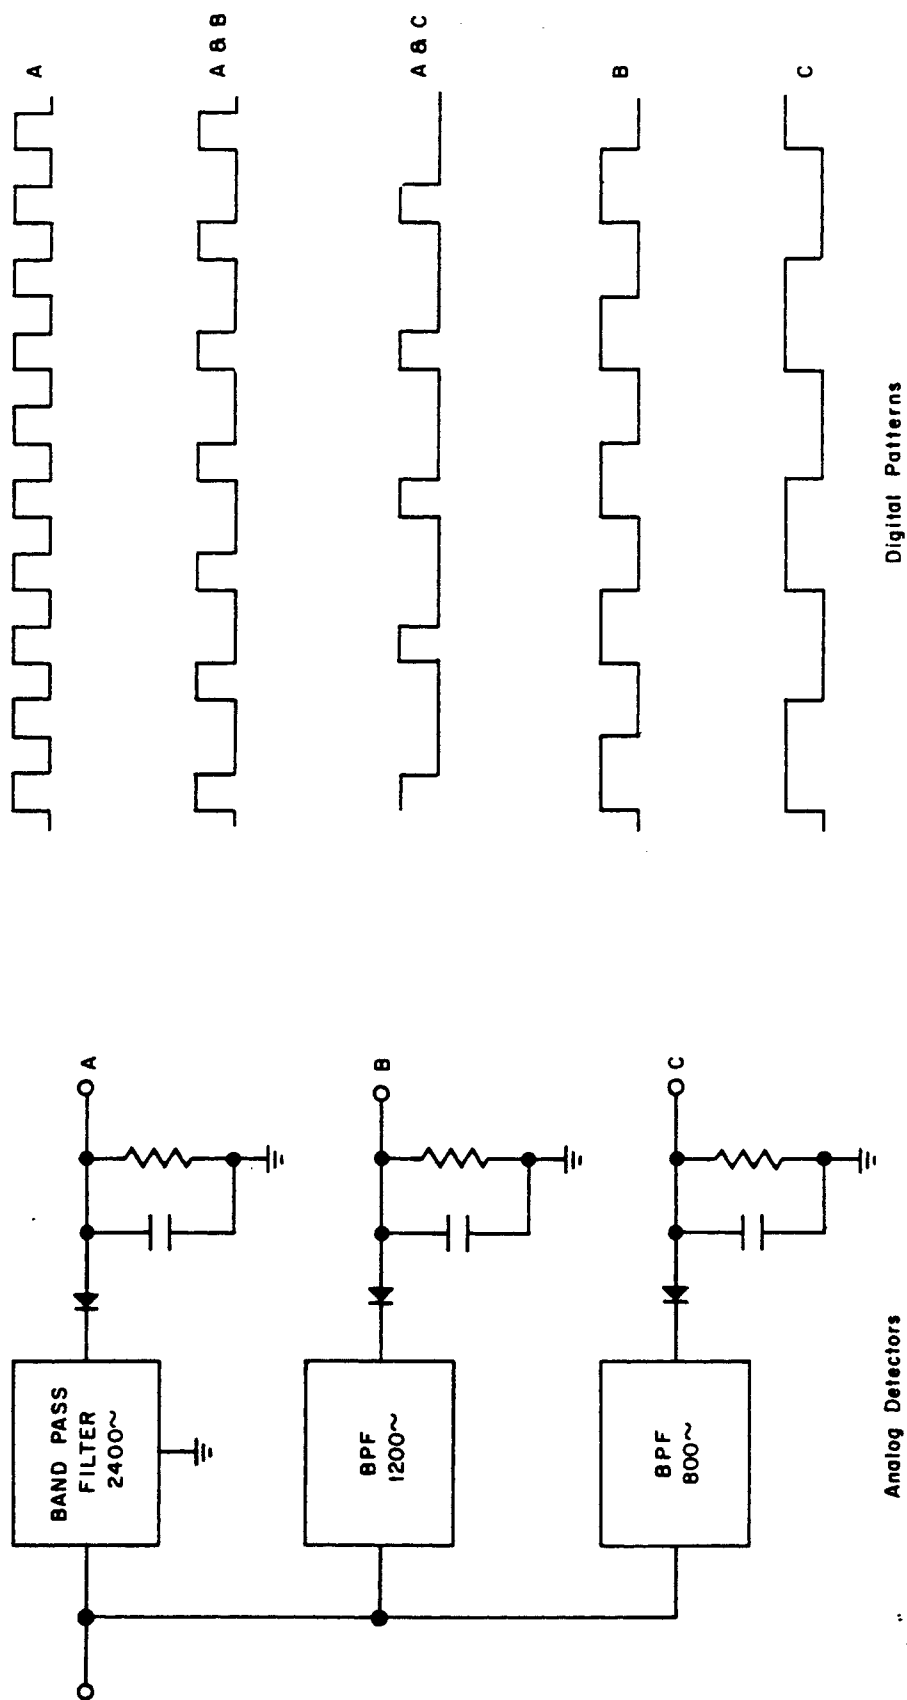 BAND PASS
FILTER
2400~
A
BPF
1200~
B
BPF
800~
C
Analog Detectors
A
A & B
A & C
B
C
Digital Patterns